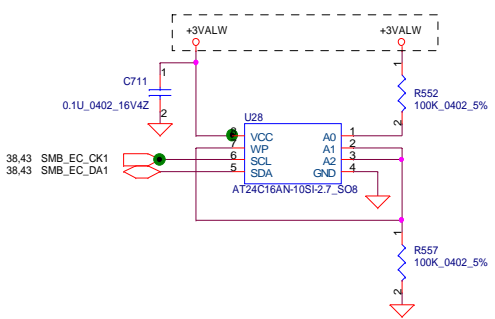 +3VALW +3VALW
C711
1
0.1U_0402_16V4Z
2
1
R552
100K_0402_5%
2
U28
8 VCC A0 1
7 WP A1 2
6 SCL A2 3
5 SDA GND 4
AT24C16AN-10SI-2.7_SO8
38,43 SMB_EC_CK1
38,43 SMB_EC_DA1
1
R557
100K_0402_5%
2